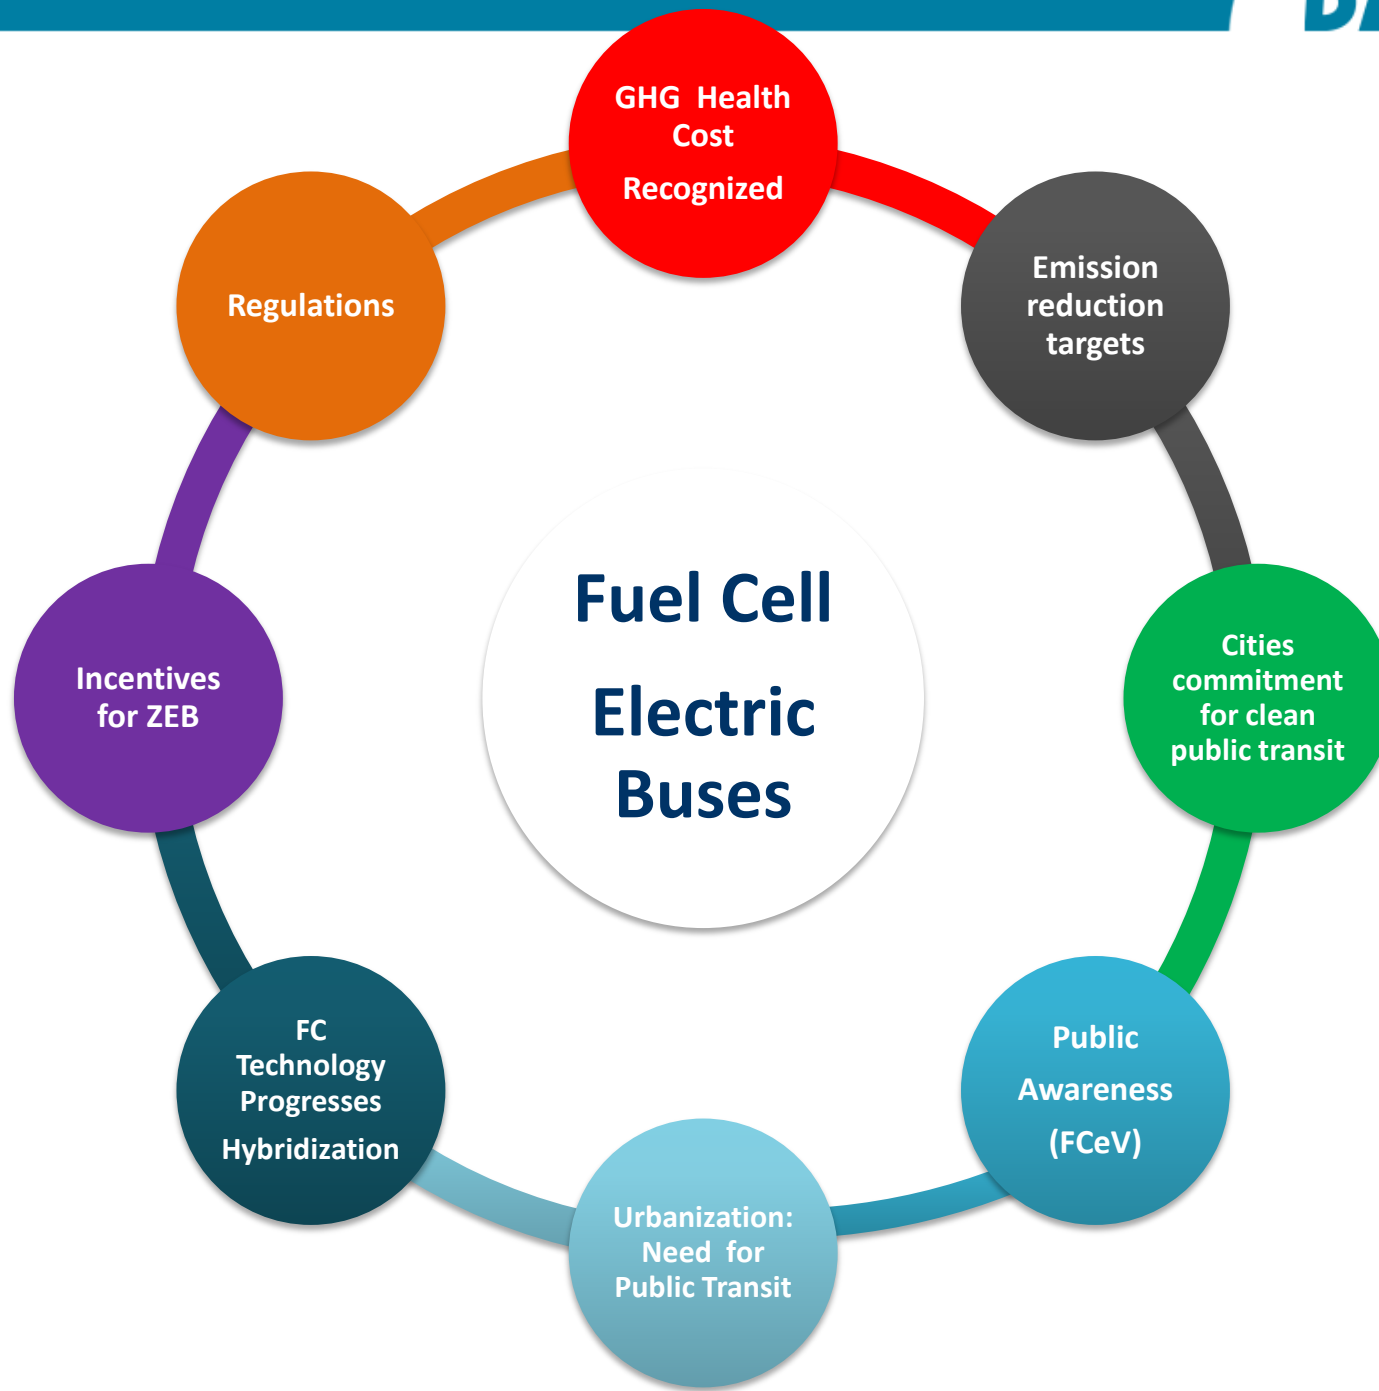 GHG Health
Cost
Recognized
Emission
reduction
targets
Cities
commitment
for clean
public transit
Public
Awareness
(FCeV)
Urbanization:
Need for
Public Transit
FC
Technology
Progresses
Hybridization
Incentives
for ZEB
Regulations
Fuel Cell
Electric
Buses